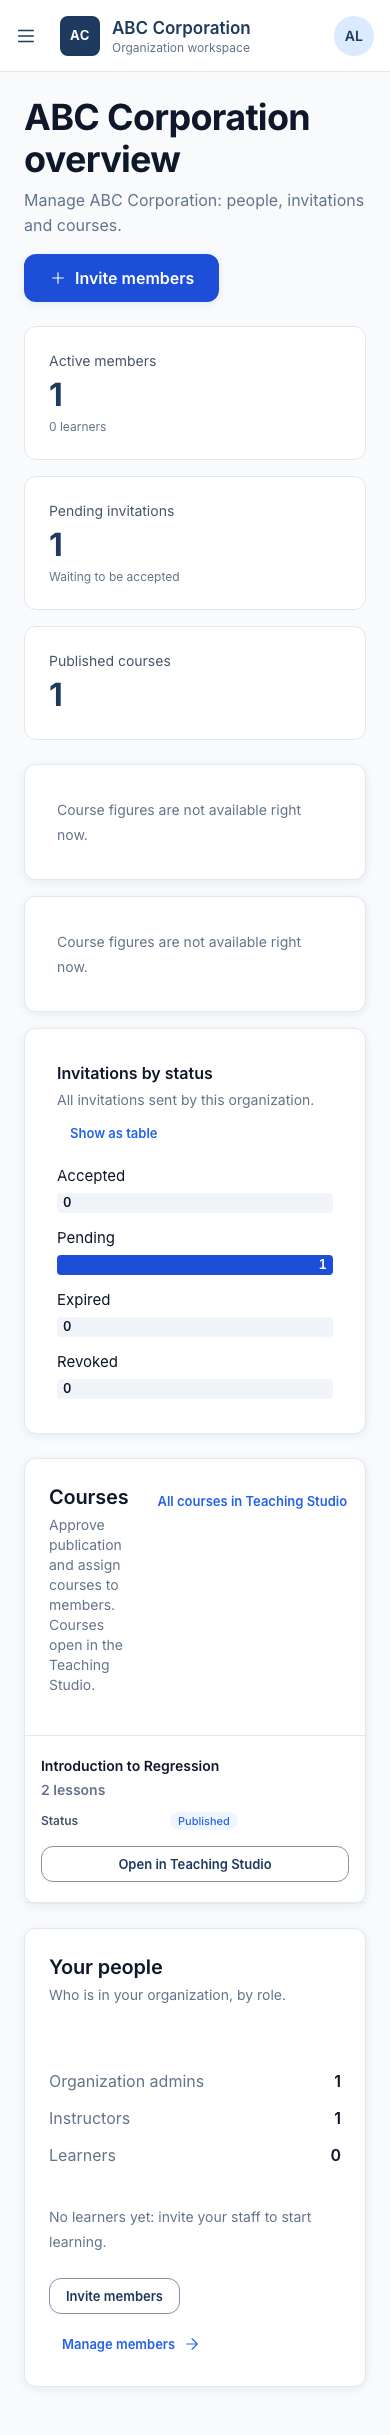 AC
ABC Corporation
Organization workspace
AL
ABC Corporation
overview
Manage ABC Corporation: people, invitations
and courses.
+ Invite members
Active members
1
0 learners
Pending invitations
1
Waiting to be accepted
Published courses
1
Course figures are not available right
now.
Course figures are not available right
now.
Invitations by status
All invitations sent by this organization.
Show as table
Accepted
0
Pending
1
Expired
0
Revoked
0
Courses
All courses in Teaching Studio
Approve
publication
and assign
courses to
members.
Courses
open in the
Teaching
Studio.
Introduction to Regression
2 lessons
Status Published
Open in Teaching Studio
Your people
Who is in your organization, by role.
Organization admins 1
Instructors 1
Learners 0
No learners yet: invite your staff to start
learning.
Invite members
Manage members →